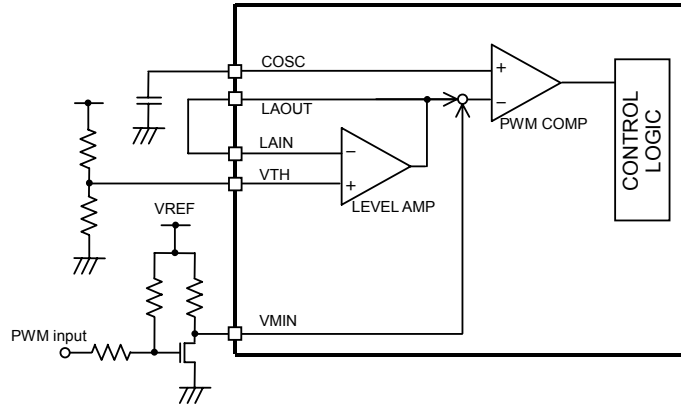 COSC
+
LAOUT
−
PWM COMP
CONTROL
LOGIC
LAIN
−
VTH
+
LEVEL AMP
VREF
VMIN
PWM input